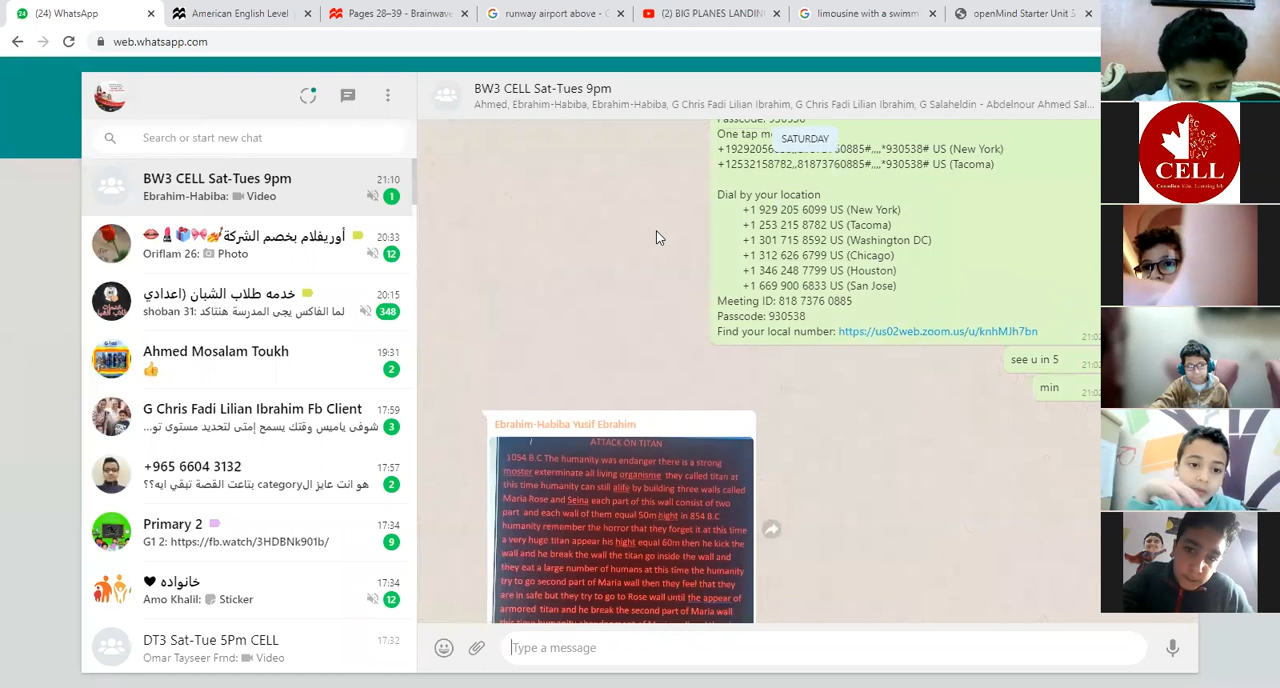 (24) WhatsApp
American English Level
Pages 28–39 - Brainwave
runway airport above - G
(2) BIG PLANES LANDIN
limousine with a swimm
openMind Starter Unit
web.whatsapp.com
Search or start new chat
BW3 CELL Sat-Tues 9pm
21:10
Ebrahim-Habiba: Video
1
أوريفلام بخصم الشركة
20:33
Oriflam 26: Photo
12
خدمه طلاب الشبان (اعدادي
20:15
shoban 31: لما الفاكس ييجى المدرسة هنتاكد
348
Ahmed Mosalam Toukh
19:31
👍
2
G Chris Fadi Lilian Ibrahim Fb Client
17:59
شوفى ياميس وقتك يسمح إمتى لتحديد مستوى تو...
3
+965 6604 3132
17:57
هو انت عايز الcategory بتاعت القصة تبقي ايه؟؟
2
Primary 2
17:34
G1 2: https://fb.watch/3HDBNk901b/
9
خانواده ♥
17:34
Amo Khalil: Sticker
12
DT3 Sat-Tue 5Pm CELL
17:32
Omar Tayseer Frnd: Video
BW3 CELL Sat-Tues 9pm
Ahmed, Ebrahim-Habiba, Ebrahim-Habiba, G Chris Fadi Lilian Ibrahim, G Chris Fadi Lilian Ibrahim, G Salaheldin - Abdelnour Ahmed Sal...
Passcode: 930538
One tap
SATURDAY
,,81873760885#,,,,*930538# US (New York)
+12532158782,,81873760885#,,,,*930538# US (Tacoma)
Dial by your location
+1 929 205 6099 US (New York)
+1 253 215 8782 US (Tacoma)
+1 301 715 8592 US (Washington DC)
+1 312 626 6799 US (Chicago)
+1 346 248 7799 US (Houston)
+1 669 900 6833 US (San Jose)
Meeting ID: 818 7376 0885
Passcode: 930538
Find your local number: https://us02web.zoom.us/u/knhMJh7bn
21:02
see u in 5
21:02
min
21:02
Ebrahim-Habiba Yusif Ebrahim
ATTACK ON TITAN
1054 B.C The humanity was endanger there is a strong
moster exterminate all living organisme they called titan at
this time humanity can still alife by building three walls called
Maria Rose and Seina each part of this wall consist of two
part and each wall of them equal 50m hight in 854 B.C
humanity remember the horror that they forget it at this time
a very huge titan appear his hight equal 60m then he kick the
wall and he break the wall the titan go inside the wall and
they eat a large number of humans at this time the humanity
try to go second part of Maria wall then they feel that they
are in safe but they try to go to Rose wall until the appear of
armored titan and he break the second part of Maria wall
Type a message
CELL